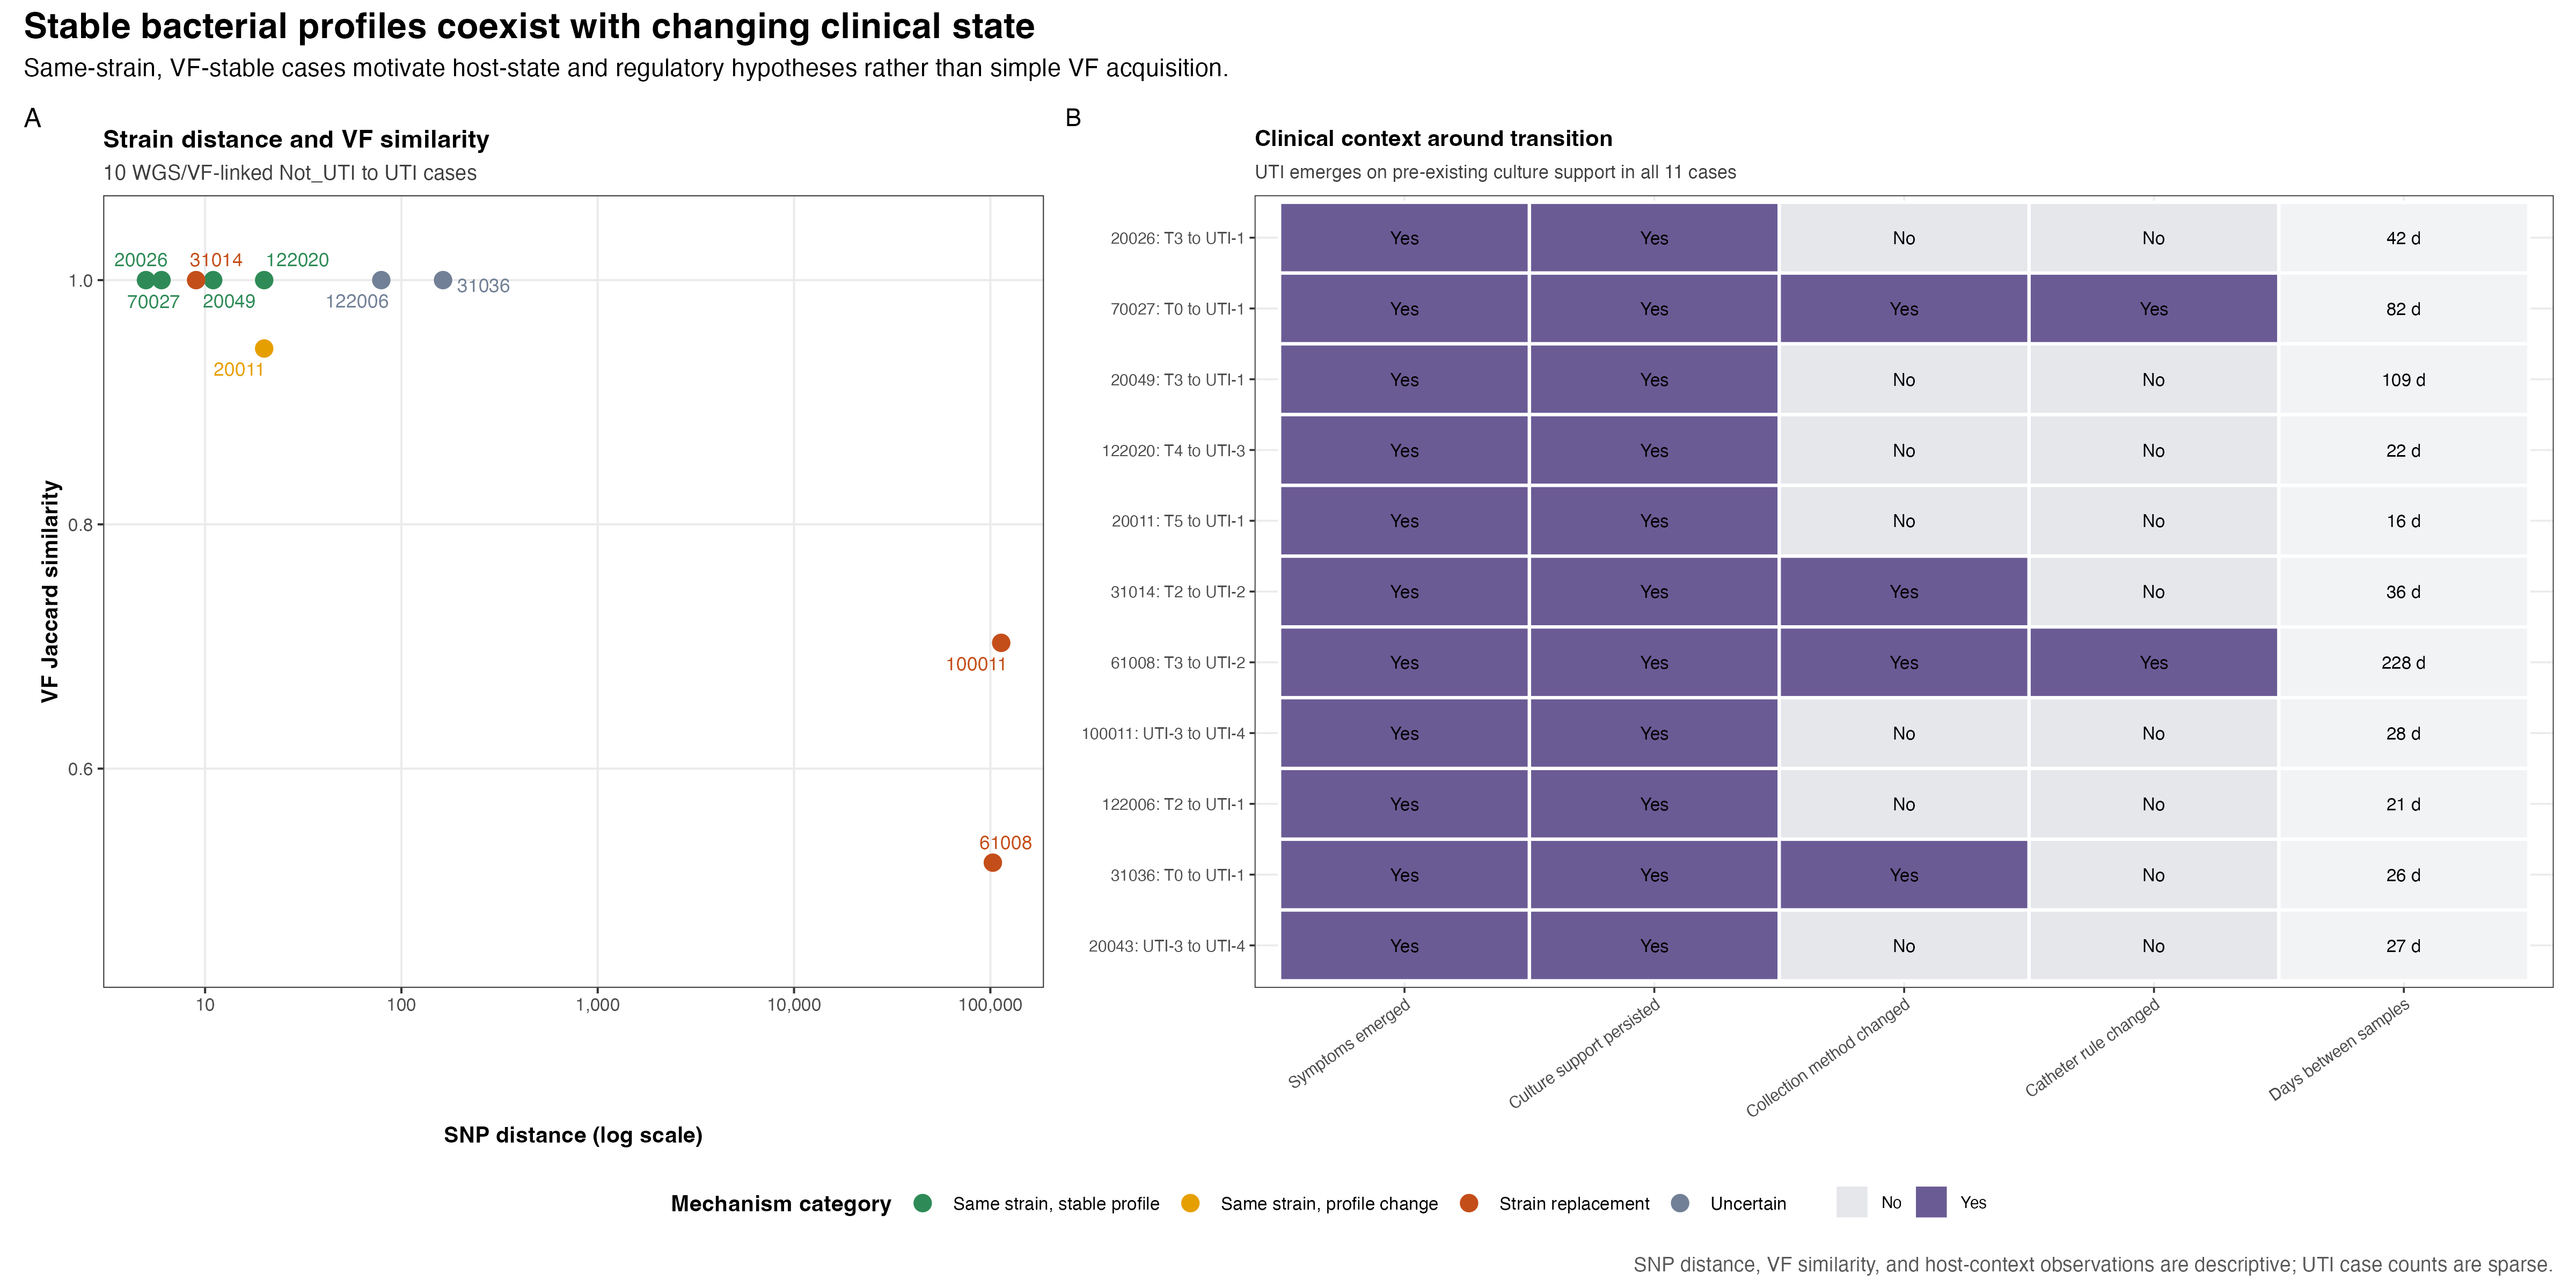 Stable bacterial profiles coexist with changing clinical state
Same-strain, VF-stable cases motivate host-state and regulatory hypotheses rather than simple VF acquisition.
A
Strain distance and VF similarity
10 WGS/VF-linked Not_UTI to UTI cases
VF Jaccard similarity
1.0
0.8
0.6
20026
31014
122020
70027
20049
122006
31036
20011
100011
61008
10
100
1,000
10,000
100,000
SNP distance (log scale)
B
Clinical context around transition
UTI emerges on pre-existing culture support in all 11 cases
20026: T3 to UTI-1 Yes Yes No No 42 d
70027: T0 to UTI-1 Yes Yes Yes Yes 82 d
20049: T3 to UTI-1 Yes Yes No No 109 d
122020: T4 to UTI-3 Yes Yes No No 22 d
20011: T5 to UTI-1 Yes Yes No No 16 d
31014: T2 to UTI-2 Yes Yes Yes No 36 d
61008: T3 to UTI-2 Yes Yes Yes Yes 228 d
100011: UTI-3 to UTI-4 Yes Yes No No 28 d
122006: T2 to UTI-1 Yes Yes No No 21 d
31036: T0 to UTI-1 Yes Yes Yes No 26 d
20043: UTI-3 to UTI-4 Yes Yes No No 27 d
Symptoms emerged
Culture support persisted
Collection method changed
Catheter rule changed
Days between samples
Mechanism category Same strain, stable profile Same strain, profile change Strain replacement Uncertain No Yes
SNP distance, VF similarity, and host-context observations are descriptive; UTI case counts are sparse.